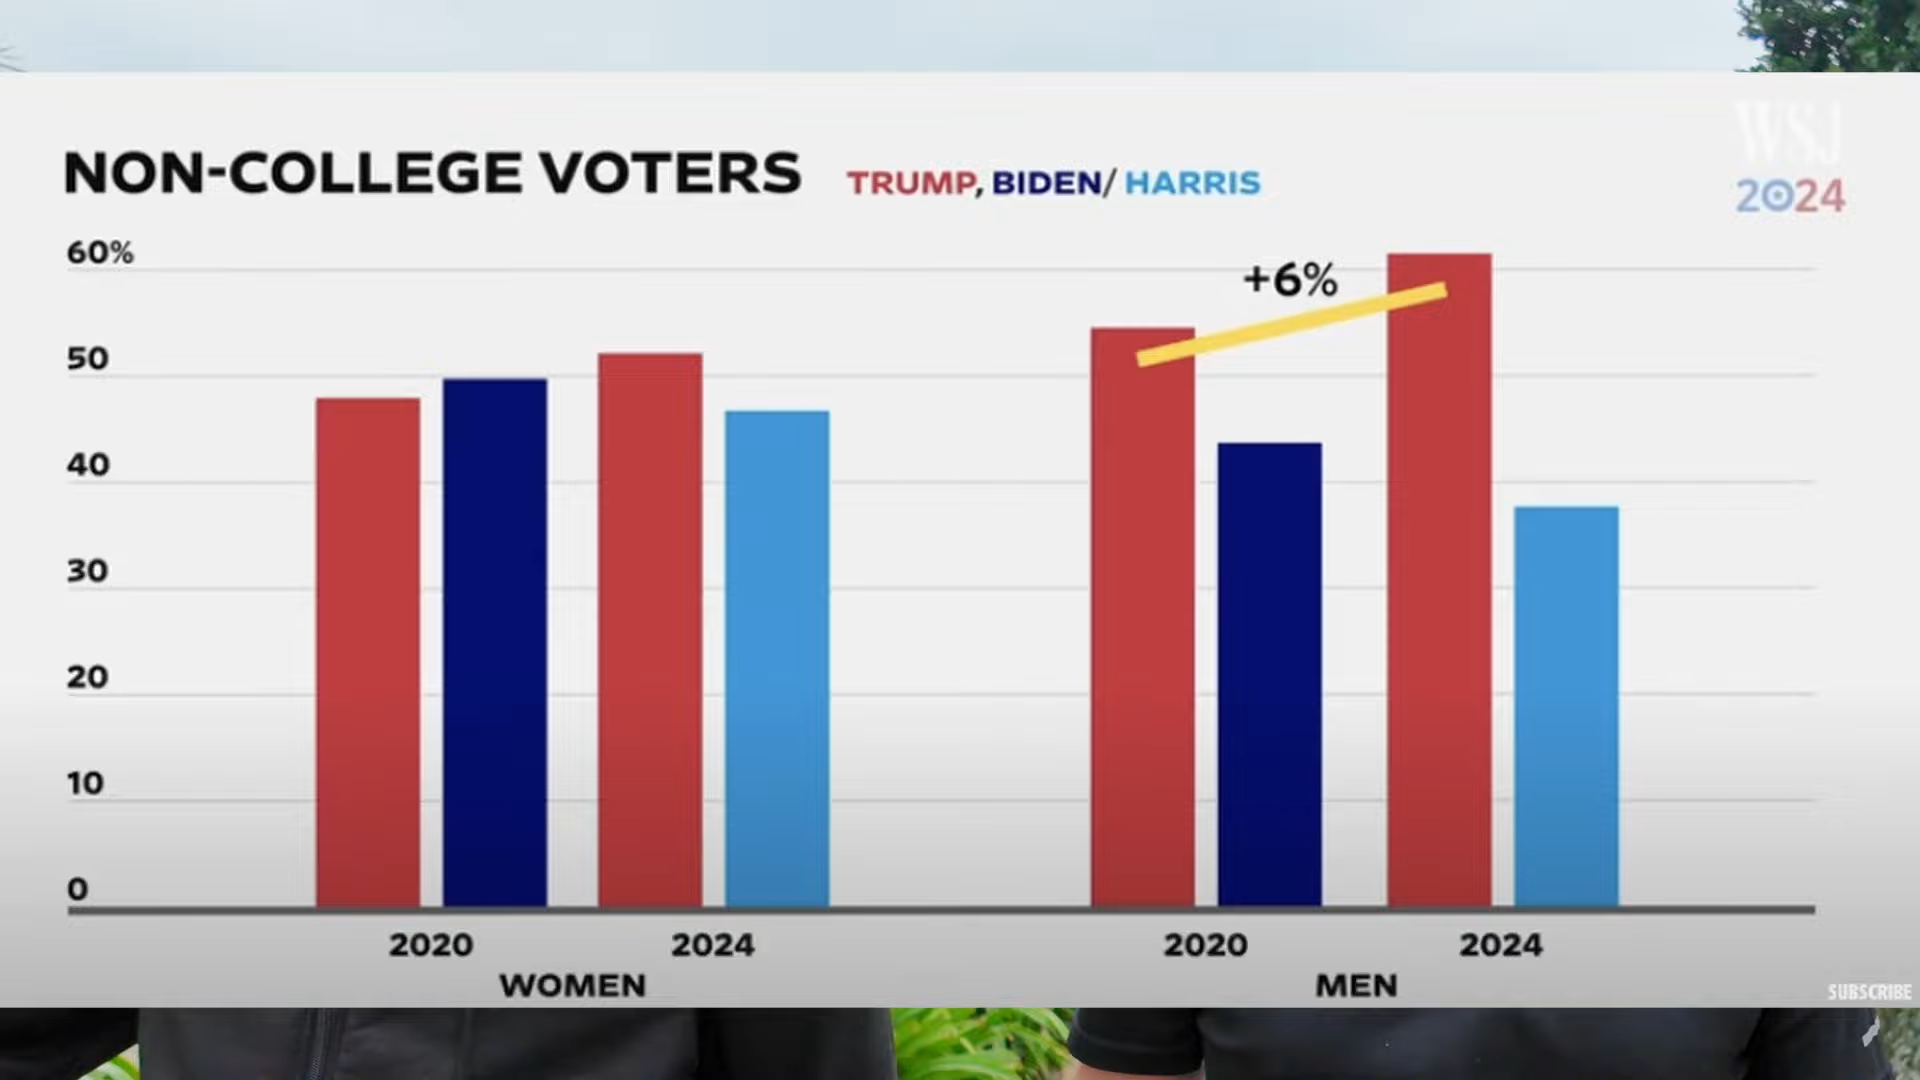 WSJ
2024
NON-COLLEGE VOTERS TRUMP, BIDEN/ HARRIS
60%
+6%
50
40
30
20
10
0
2020 2024 2020 2024
WOMEN MEN
SUBSCRIBE